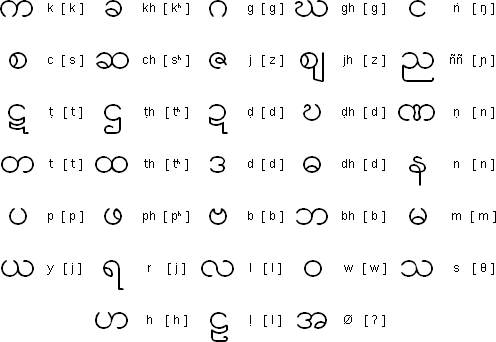 က k [k] ခ kh [kʰ] ဂ g [g] ဃ gh [g] င ṅ [ŋ]
စ c [s] ဆ ch [sʰ] ဇ j [z] ဈ jh [z] ည ññ [ɲ]
ဋ ṭ [t] ဌ ṭh [tʰ] ဍ ḍ [d] ဎ ḍh [d] ဏ ṇ [n]
တ t [t] ထ th [tʰ] ဒ d [d] ဓ dh [d] န n [n]
ပ p [p] ဖ ph [pʰ] ဗ b [b] ဘ bh [b] မ m [m]
ယ y [j] ရ r [j] လ l [l] ဝ w [w] သ s [θ]
ဟ h [h] ဠ ḷ [l] အ Ø [ʔ]